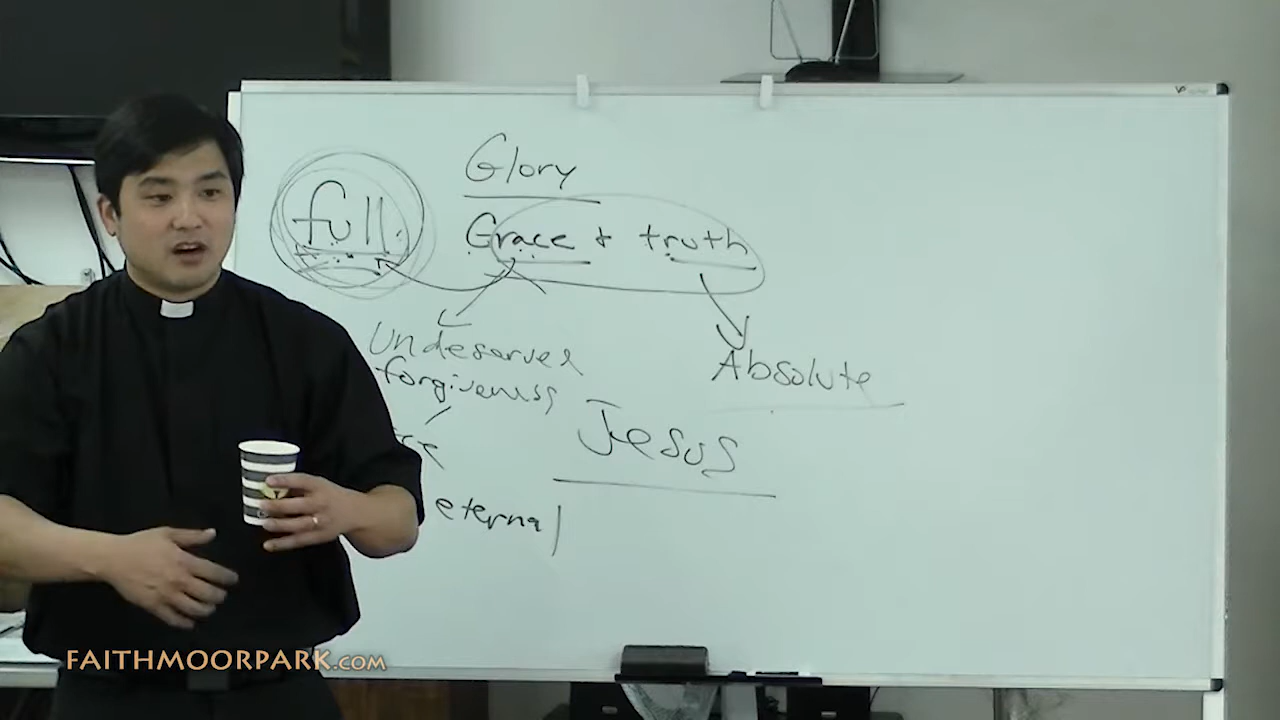 Glory
full
Grace & truth
Undeserved
forgiveness
Absolute
Jesus
eternal
FAITHMOORPARK.COM